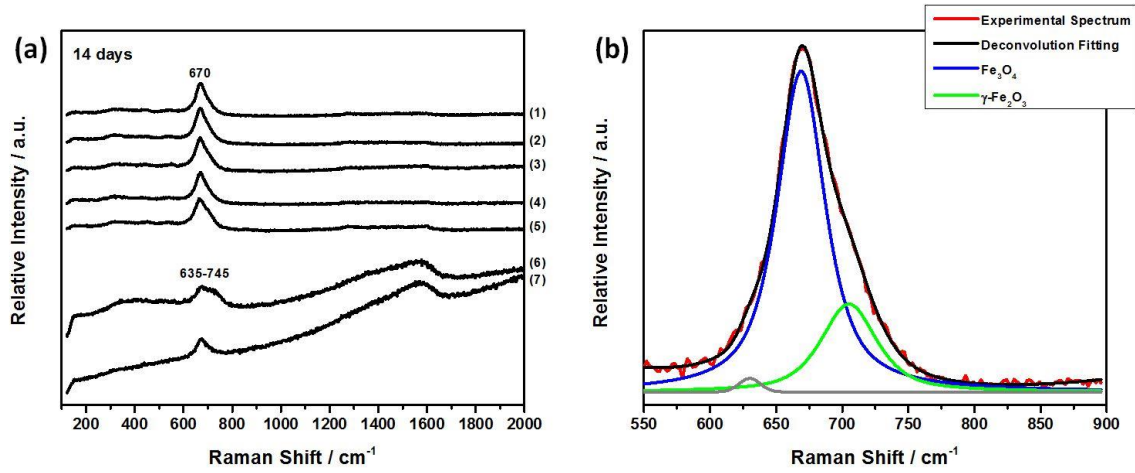 (a)
14 days
670
(1)
(2)
(3)
(4)
(5)
635-745
(6)
(7)
Relative Intensity / a.u.
200 400 600 800 1000 1200 1400 1600 1800 2000
Raman Shift / cm⁻¹
(b)
Experimental Spectrum
Deconvolution Fitting
Fe₃O₄
γ-Fe₂O₃
Relative Intensity / a.u.
550 600 650 700 750 800 850 900
Raman Shift / cm⁻¹